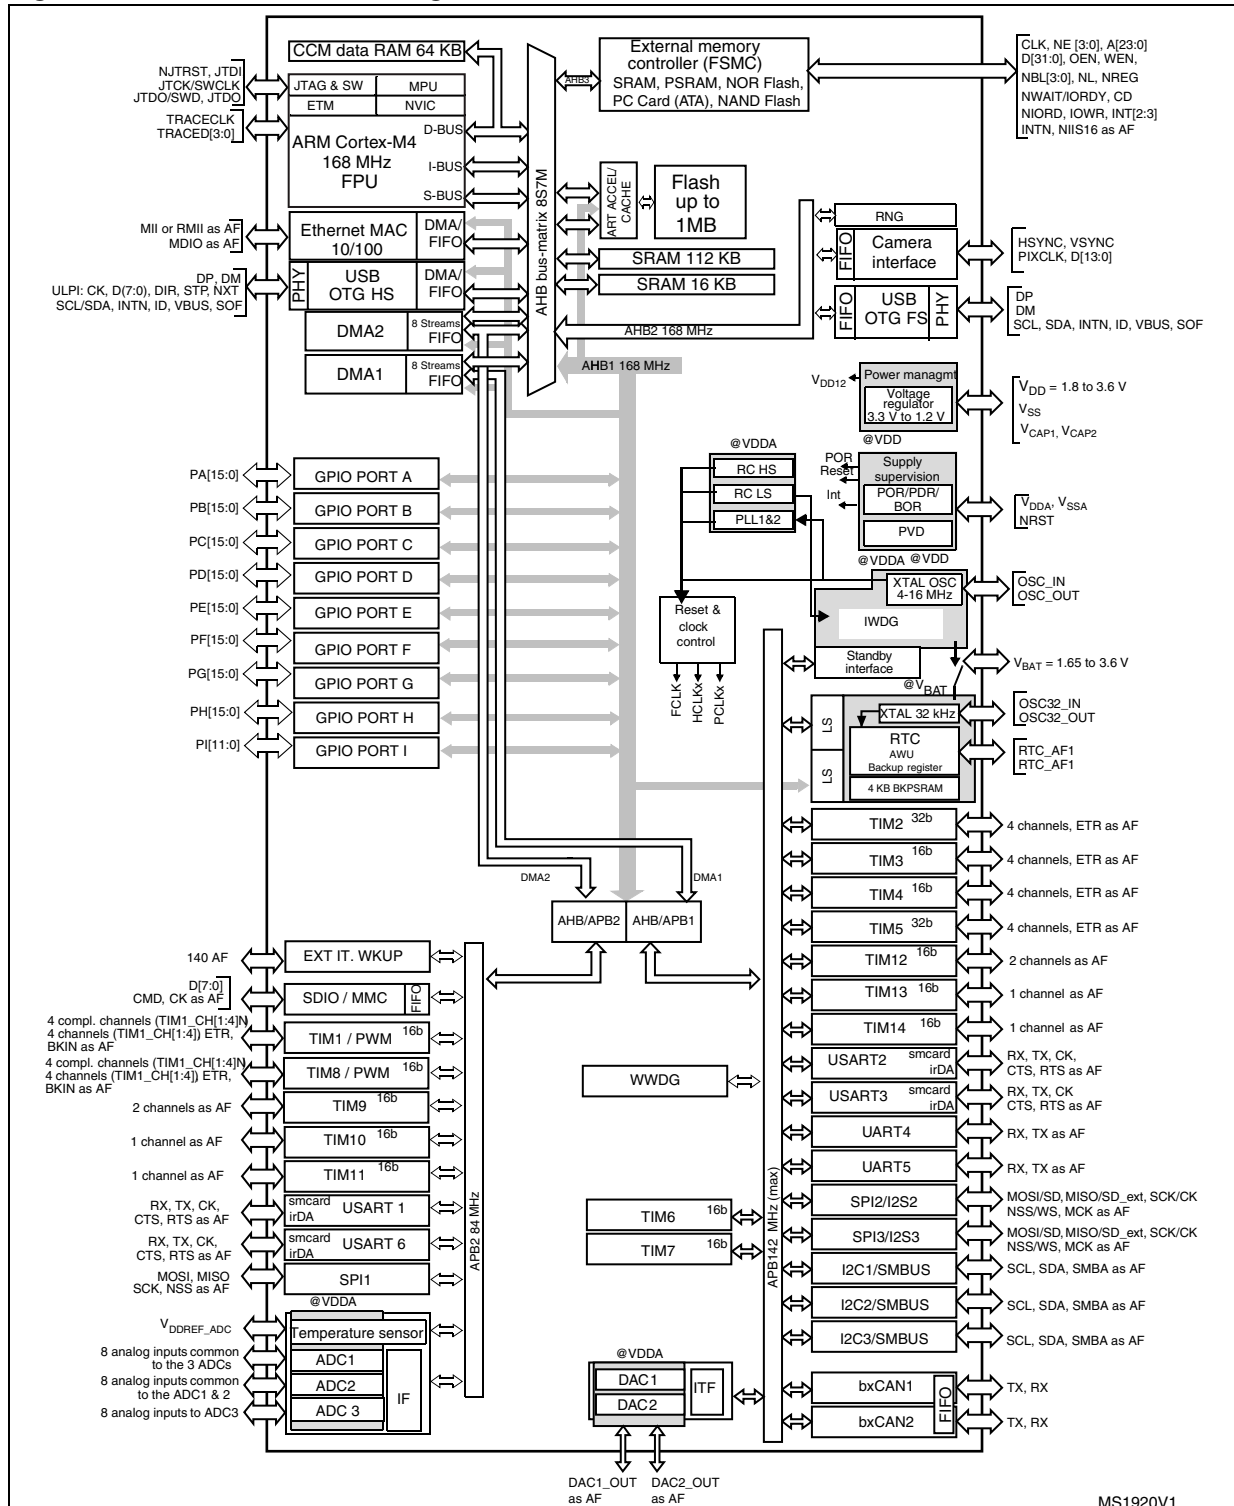 CCM data RAM 64 KB
External memory
controller (FSMC)
SRAM, PSRAM, NOR Flash,
PC Card (ATA), NAND Flash
AHB3
CLK, NE [3:0], A[23:0]
D[31:0], OEN, WEN,
NBL[3:0], NL, NREG
NWAIT/IORDY, CD
NIORD, IOWR, INT[2:3]
INTN, NIIS16 as AF
NJTRST, JTDI
JTCK/SWCLK
JTDO/SWD, JTDO
TRACECLK
TRACED[3:0]
JTAG & SW
MPU
ETM
NVIC
ARM Cortex-M4
168 MHz
FPU
D-BUS
I-BUS
S-BUS
AHB bus-matrix 8S7M
ART ACCEL/
CACHE
Flash
up to
1MB
SRAM 112 KB
SRAM 16 KB
AHB2 168 MHz
AHB1 168 MHz
MII or RMII as AF
MDIO as AF
Ethernet MAC
10/100
DMA/
FIFO
DP, DM
ULPI: CK, D(7:0), DIR, STP, NXT
SCL/SDA, INTN, ID, VBUS, SOF
PHY
USB
OTG HS
DMA/
FIFO
DMA2
8 Streams
FIFO
DMA1
8 Streams
FIFO
RNG
FIFO
Camera
interface
HSYNC, VSYNC
PIXCLK, D[13:0]
FIFO
USB
OTG FS
PHY
DP
DM
SCL, SDA, INTN, ID, VBUS, SOF
VDD12
Power managmt
Voltage
regulator
3.3 V to 1.2 V
@VDD
VDD = 1.8 to 3.6 V
VSS
VCAP1, VCAP2
@VDDA
RC HS
RC LS
PLL1&2
POR
Reset
Int
Supply
supervision
POR/PDR/
BOR
PVD
VDDA, VSSA
NRST
@VDDA @VDD
XTAL OSC
4-16 MHz
IWDG
OSC_IN
OSC_OUT
Reset &
clock
control
FCLK
HCLKx
PCLKx
Standby
interface
VBAT = 1.65 to 3.6 V
@VBAT
LS
LS
XTAL 32 kHz
RTC
AWU
Backup register
4 KB BKPSRAM
OSC32_IN
OSC32_OUT
RTC_AF1
RTC_AF1
PA[15:0]
GPIO PORT A
PB[15:0]
GPIO PORT B
PC[15:0]
GPIO PORT C
PD[15:0]
GPIO PORT D
PE[15:0]
GPIO PORT E
PF[15:0]
GPIO PORT F
PG[15:0]
GPIO PORT G
PH[15:0]
GPIO PORT H
PI[11:0]
GPIO PORT I
DMA2
DMA1
AHB/APB2
AHB/APB1
TIM2 32b
4 channels, ETR as AF
TIM3 16b
4 channels, ETR as AF
TIM4 16b
4 channels, ETR as AF
TIM5 32b
4 channels, ETR as AF
TIM12 16b
2 channels as AF
TIM13 16b
1 channel as AF
TIM14 16b
1 channel as AF
USART2
smcard
irDA
RX, TX, CK,
CTS, RTS as AF
USART3
smcard
irDA
RX, TX, CK
CTS, RTS as AF
UART4
RX, TX as AF
UART5
RX, TX as AF
SPI2/I2S2
MOSI/SD, MISO/SD_ext, SCK/CK
NSS/WS, MCK as AF
SPI3/I2S3
MOSI/SD, MISO/SD_ext, SCK/CK
NSS/WS, MCK as AF
I2C1/SMBUS
SCL, SDA, SMBA as AF
I2C2/SMBUS
SCL, SDA, SMBA as AF
I2C3/SMBUS
SCL, SDA, SMBA as AF
bxCAN1
TX, RX
bxCAN2
TX, RX
FIFO
APB142 MHz (max)
WWDG
TIM6 16b
TIM7 16b
@VDDA
DAC1
DAC2
ITF
DAC1_OUT
as AF
DAC2_OUT
as AF
140 AF
EXT IT. WKUP
D[7:0]
CMD, CK as AF
SDIO / MMC
FIFO
4 compl. channels (TIM1_CH[1:4]N
4 channels (TIM1_CH[1:4]) ETR,
BKIN as AF
TIM1 / PWM 16b
4 compl. channels (TIM1_CH[1:4]N
4 channels (TIM1_CH[1:4]) ETR,
BKIN as AF
TIM8 / PWM 16b
2 channels as AF
TIM9 16b
1 channel as AF
TIM10 16b
1 channel as AF
TIM11 16b
RX, TX, CK,
CTS, RTS as AF
smcard
irDA
USART 1
RX, TX, CK,
CTS, RTS as AF
smcard
irDA
USART 6
MOSI, MISO
SCK, NSS as AF
SPI1
APB2 84 MHz
@VDDA
VDDREF_ADC
Temperature sensor
8 analog inputs common
to the 3 ADCs
ADC1
8 analog inputs common
to the ADC1 & 2
ADC2
8 analog inputs to ADC3
ADC 3
IF
MS1920V1